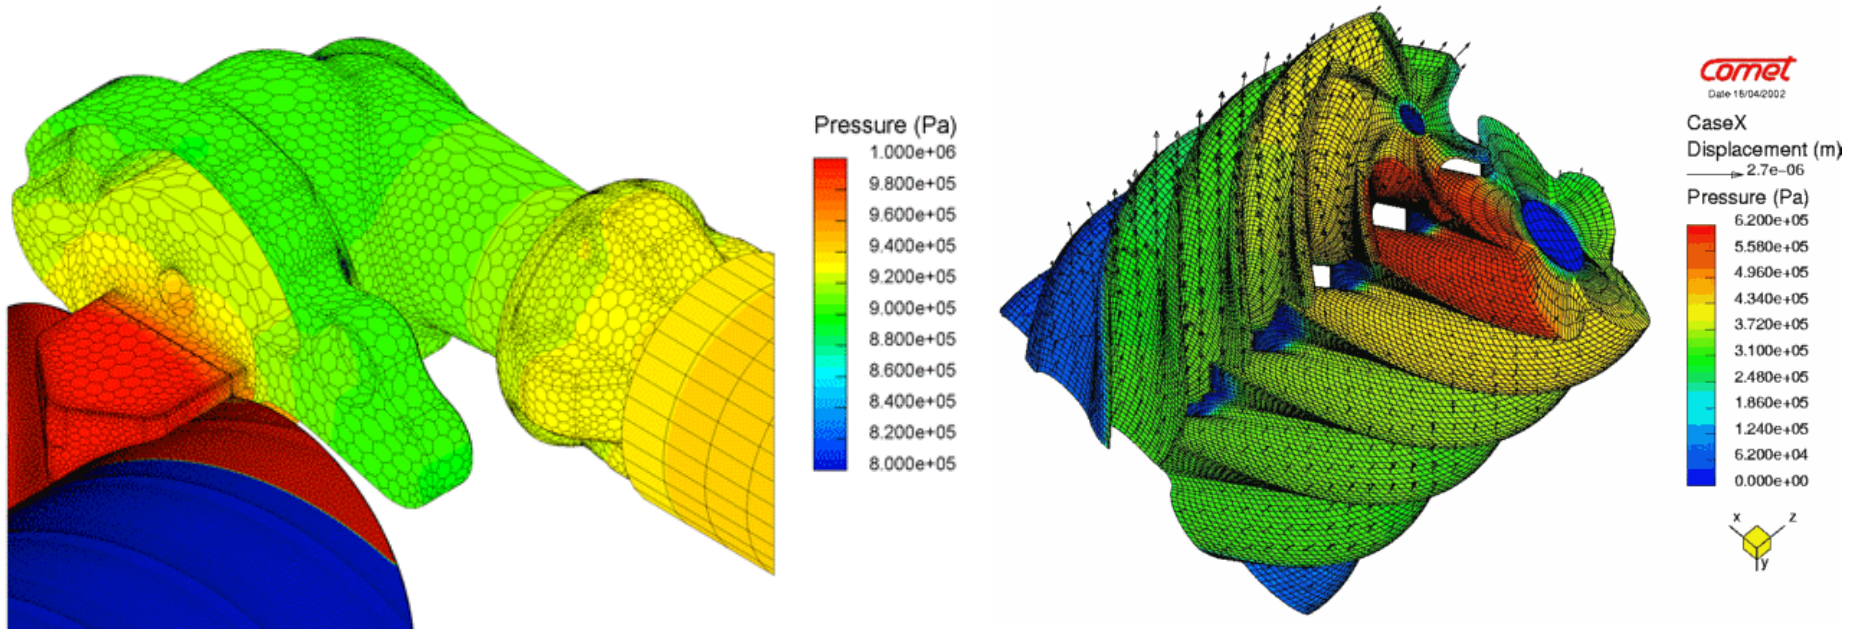 Pressure (Pa)
1.000e+06
9.800e+05
9.600e+05
9.400e+05
9.200e+05
9.000e+05
8.800e+05
8.600e+05
8.400e+05
8.200e+05
8.000e+05
Comet
Date 15/04/2002
CaseX
Displacement (m)
2.7e-06
Pressure (Pa)
6.200e+05
5.580e+05
4.960e+05
4.340e+05
3.720e+05
3.100e+05
2.480e+05
1.860e+05
1.240e+05
6.200e+04
0.000e+00
x z
y